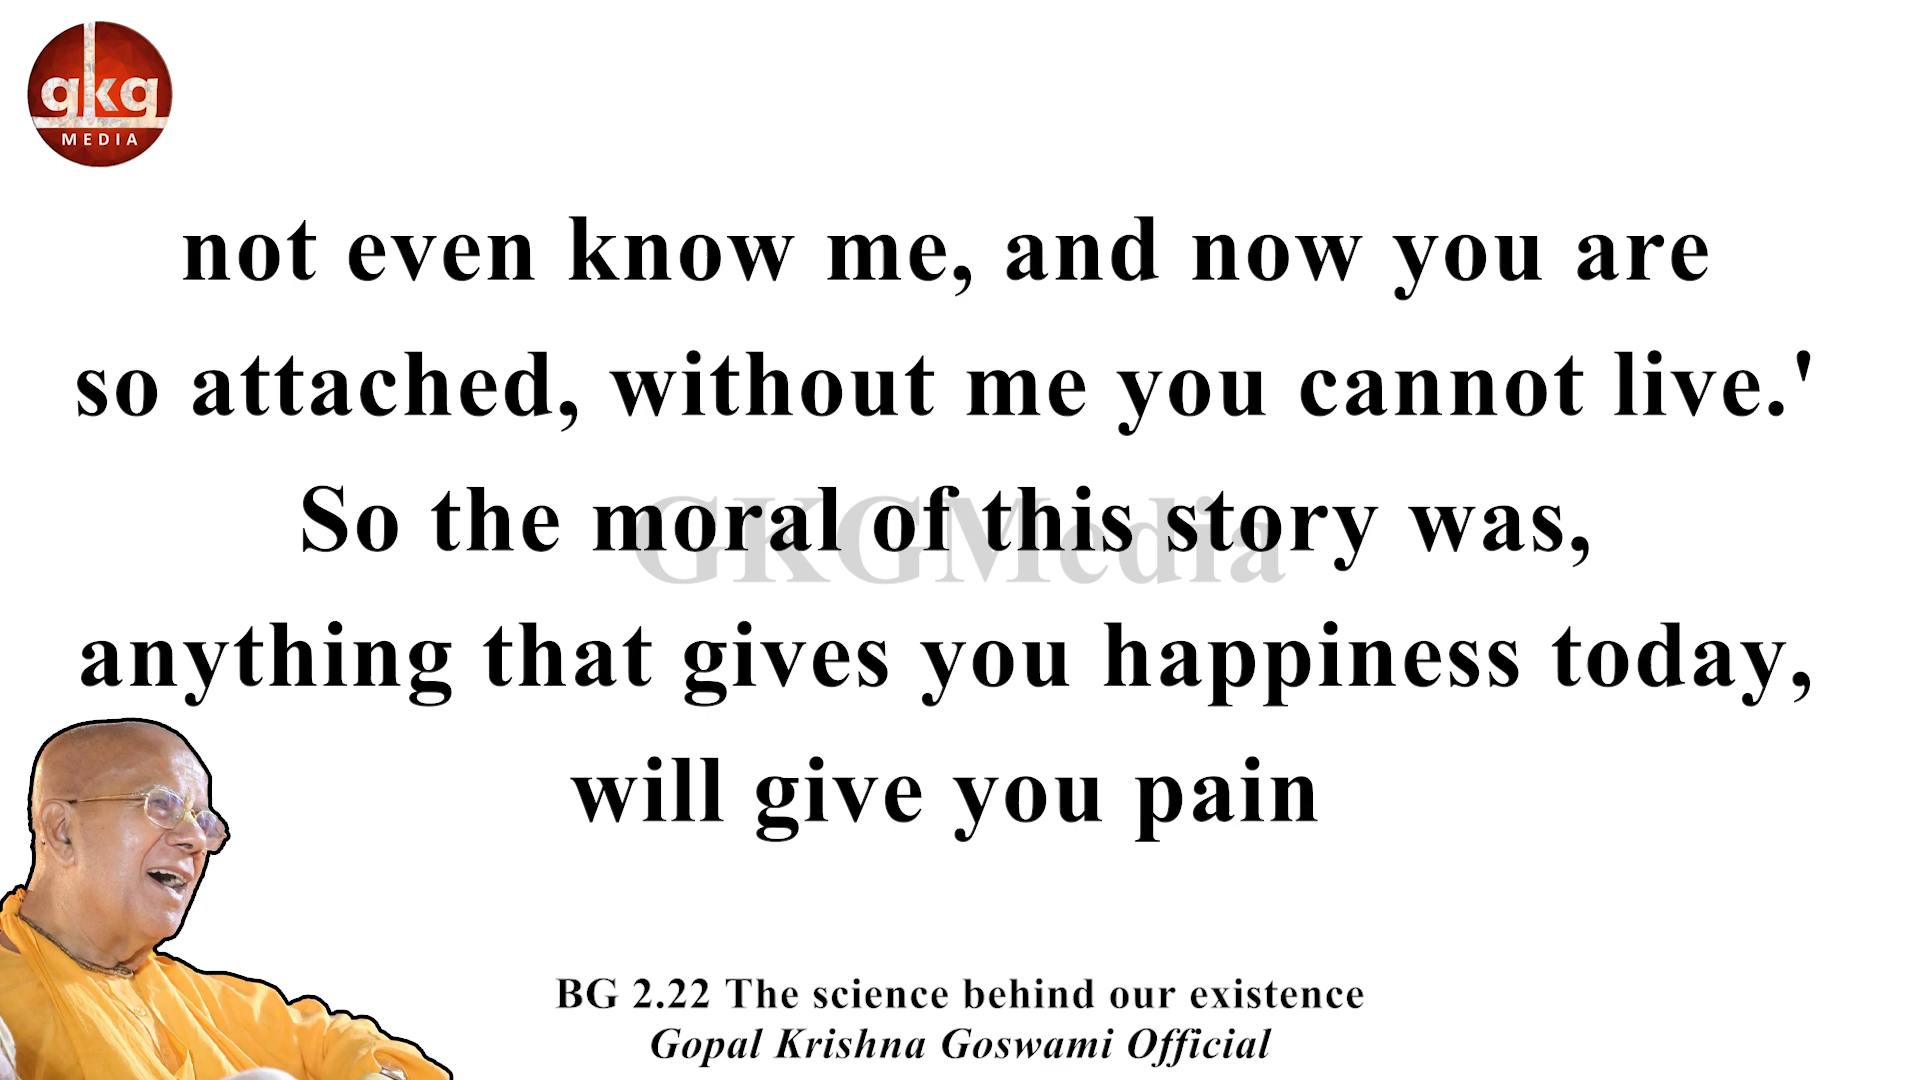 gkg
MEDIA
not even know me, and now you are
so attached, without me you cannot live.'
So the moral of this story was,
GKGMedia
anything that gives you happiness today,
will give you pain
BG 2.22 The science behind our existence
Gopal Krishna Goswami Official